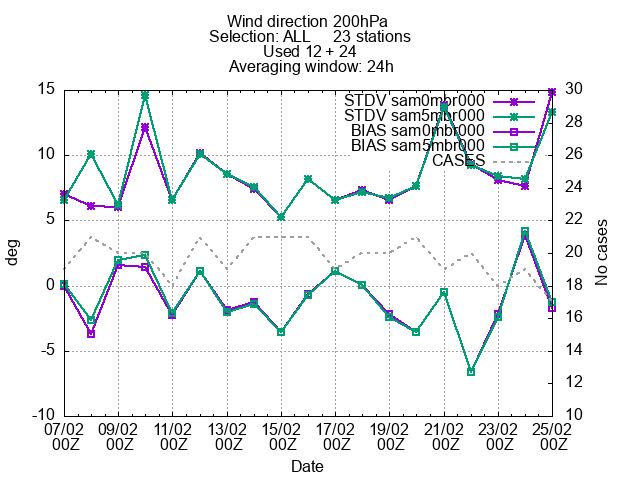 Wind direction 200hPa
Selection: ALL 23 stations
Used 12 + 24
Averaging window: 24h
STDV sam0mbr000
STDV sam5mbr000
BIAS sam0mbr000
BIAS sam5mbr000
CASES
15
10
5
0
-5
-10
deg
30
28
26
24
22
20
18
16
14
12
10
No cases
07/02 09/02 11/02 13/02 15/02 17/02 19/02 21/02 23/02 25/02
00Z 00Z 00Z 00Z 00Z 00Z 00Z 00Z 00Z 00Z
Date